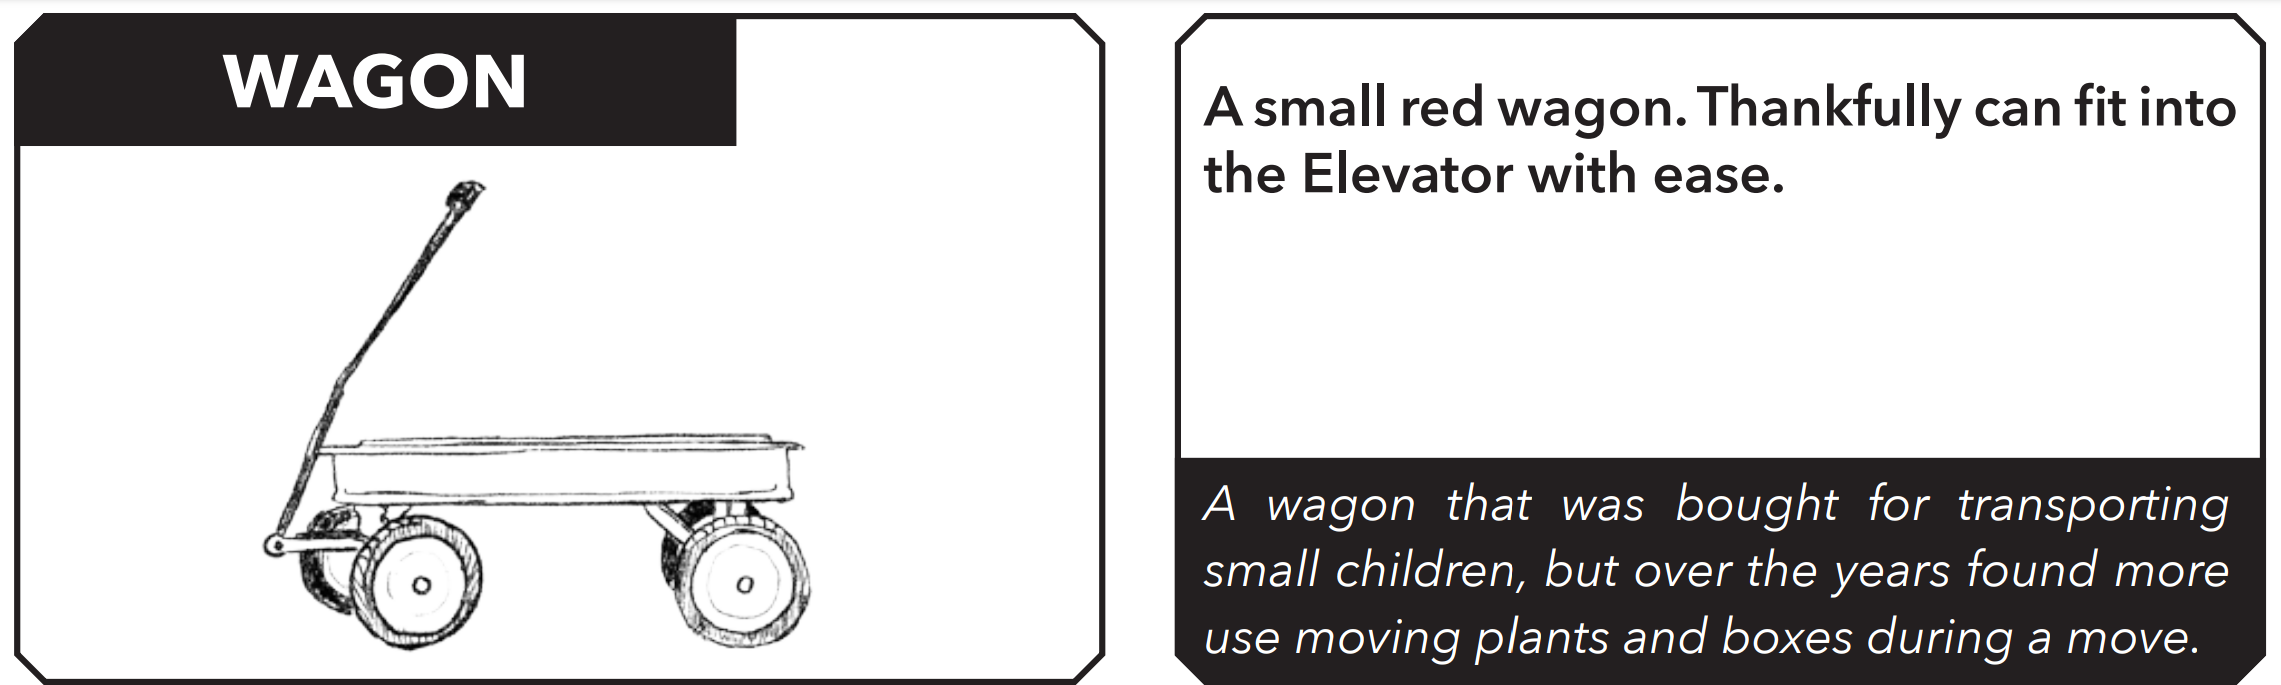 WAGON
A small red wagon. Thankfully can fit into
the Elevator with ease.
A wagon that was bought for transporting
small children, but over the years found more
use moving plants and boxes during a move.